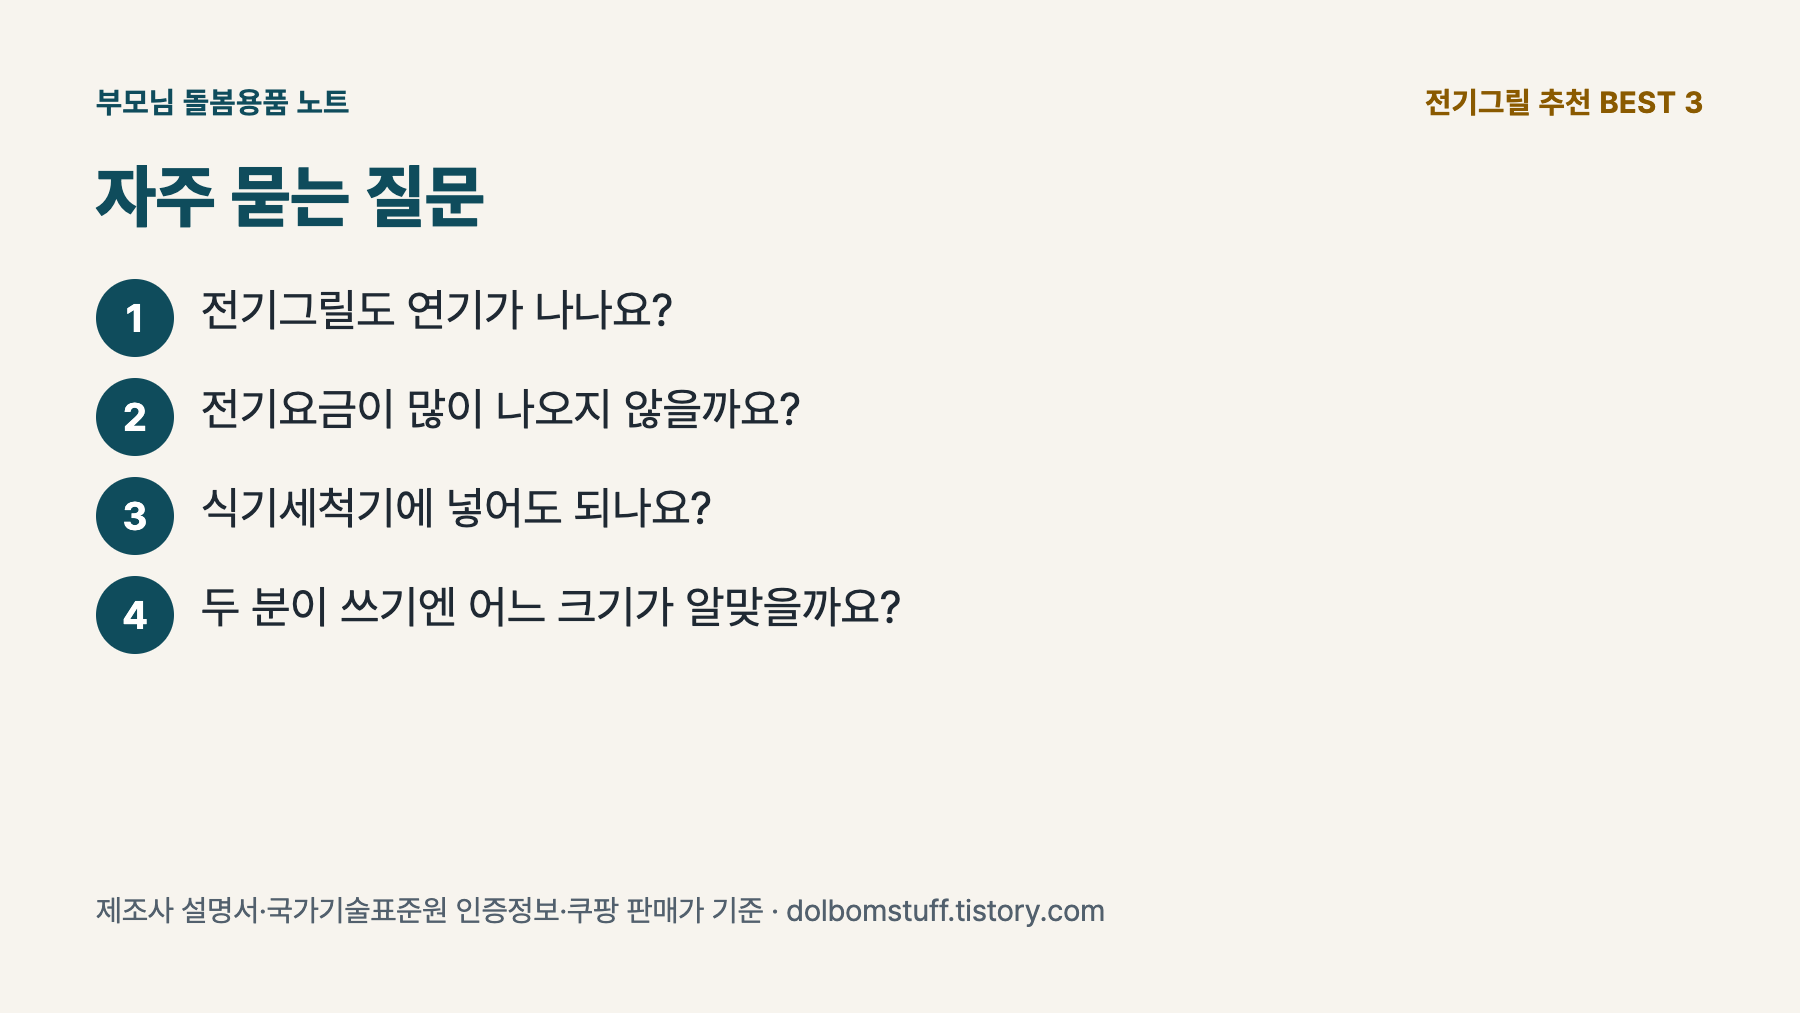 부모님 돌봄용품 노트
전기그릴 추천 BEST 3
자주 묻는 질문
1 전기그릴도 연기가 나나요?
2 전기요금이 많이 나오지 않을까요?
3 식기세척기에 넣어도 되나요?
4 두 분이 쓰기엔 어느 크기가 알맞을까요?
제조사 설명서·국가기술표준원 인증정보·쿠팡 판매가 기준 · dolbomstuff.tistory.com